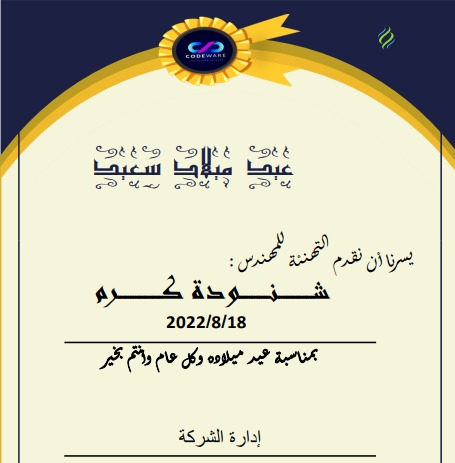 CODEWARE
عيد ميلاد سعيد
يسرنا أن نقدم التهنئة للمهندس :
شنودة كرم
2022/8/18
بمناسبة عيد ميلاده وكل عام وأنتم بخير
إدارة الشركة